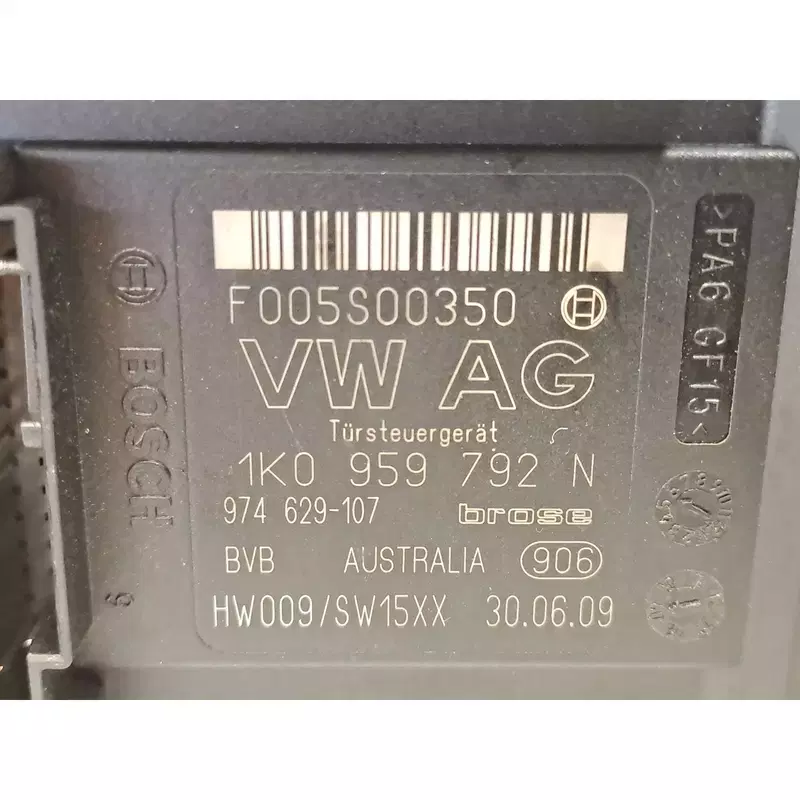 F005S00350
VW AG
Türsteuergerät
1K0 959 792 N
974 629-107 brose
BVB AUSTRALIA 906
HW009/SW15XX 30.06.09
BOSCH
9
>PA6 GF15<